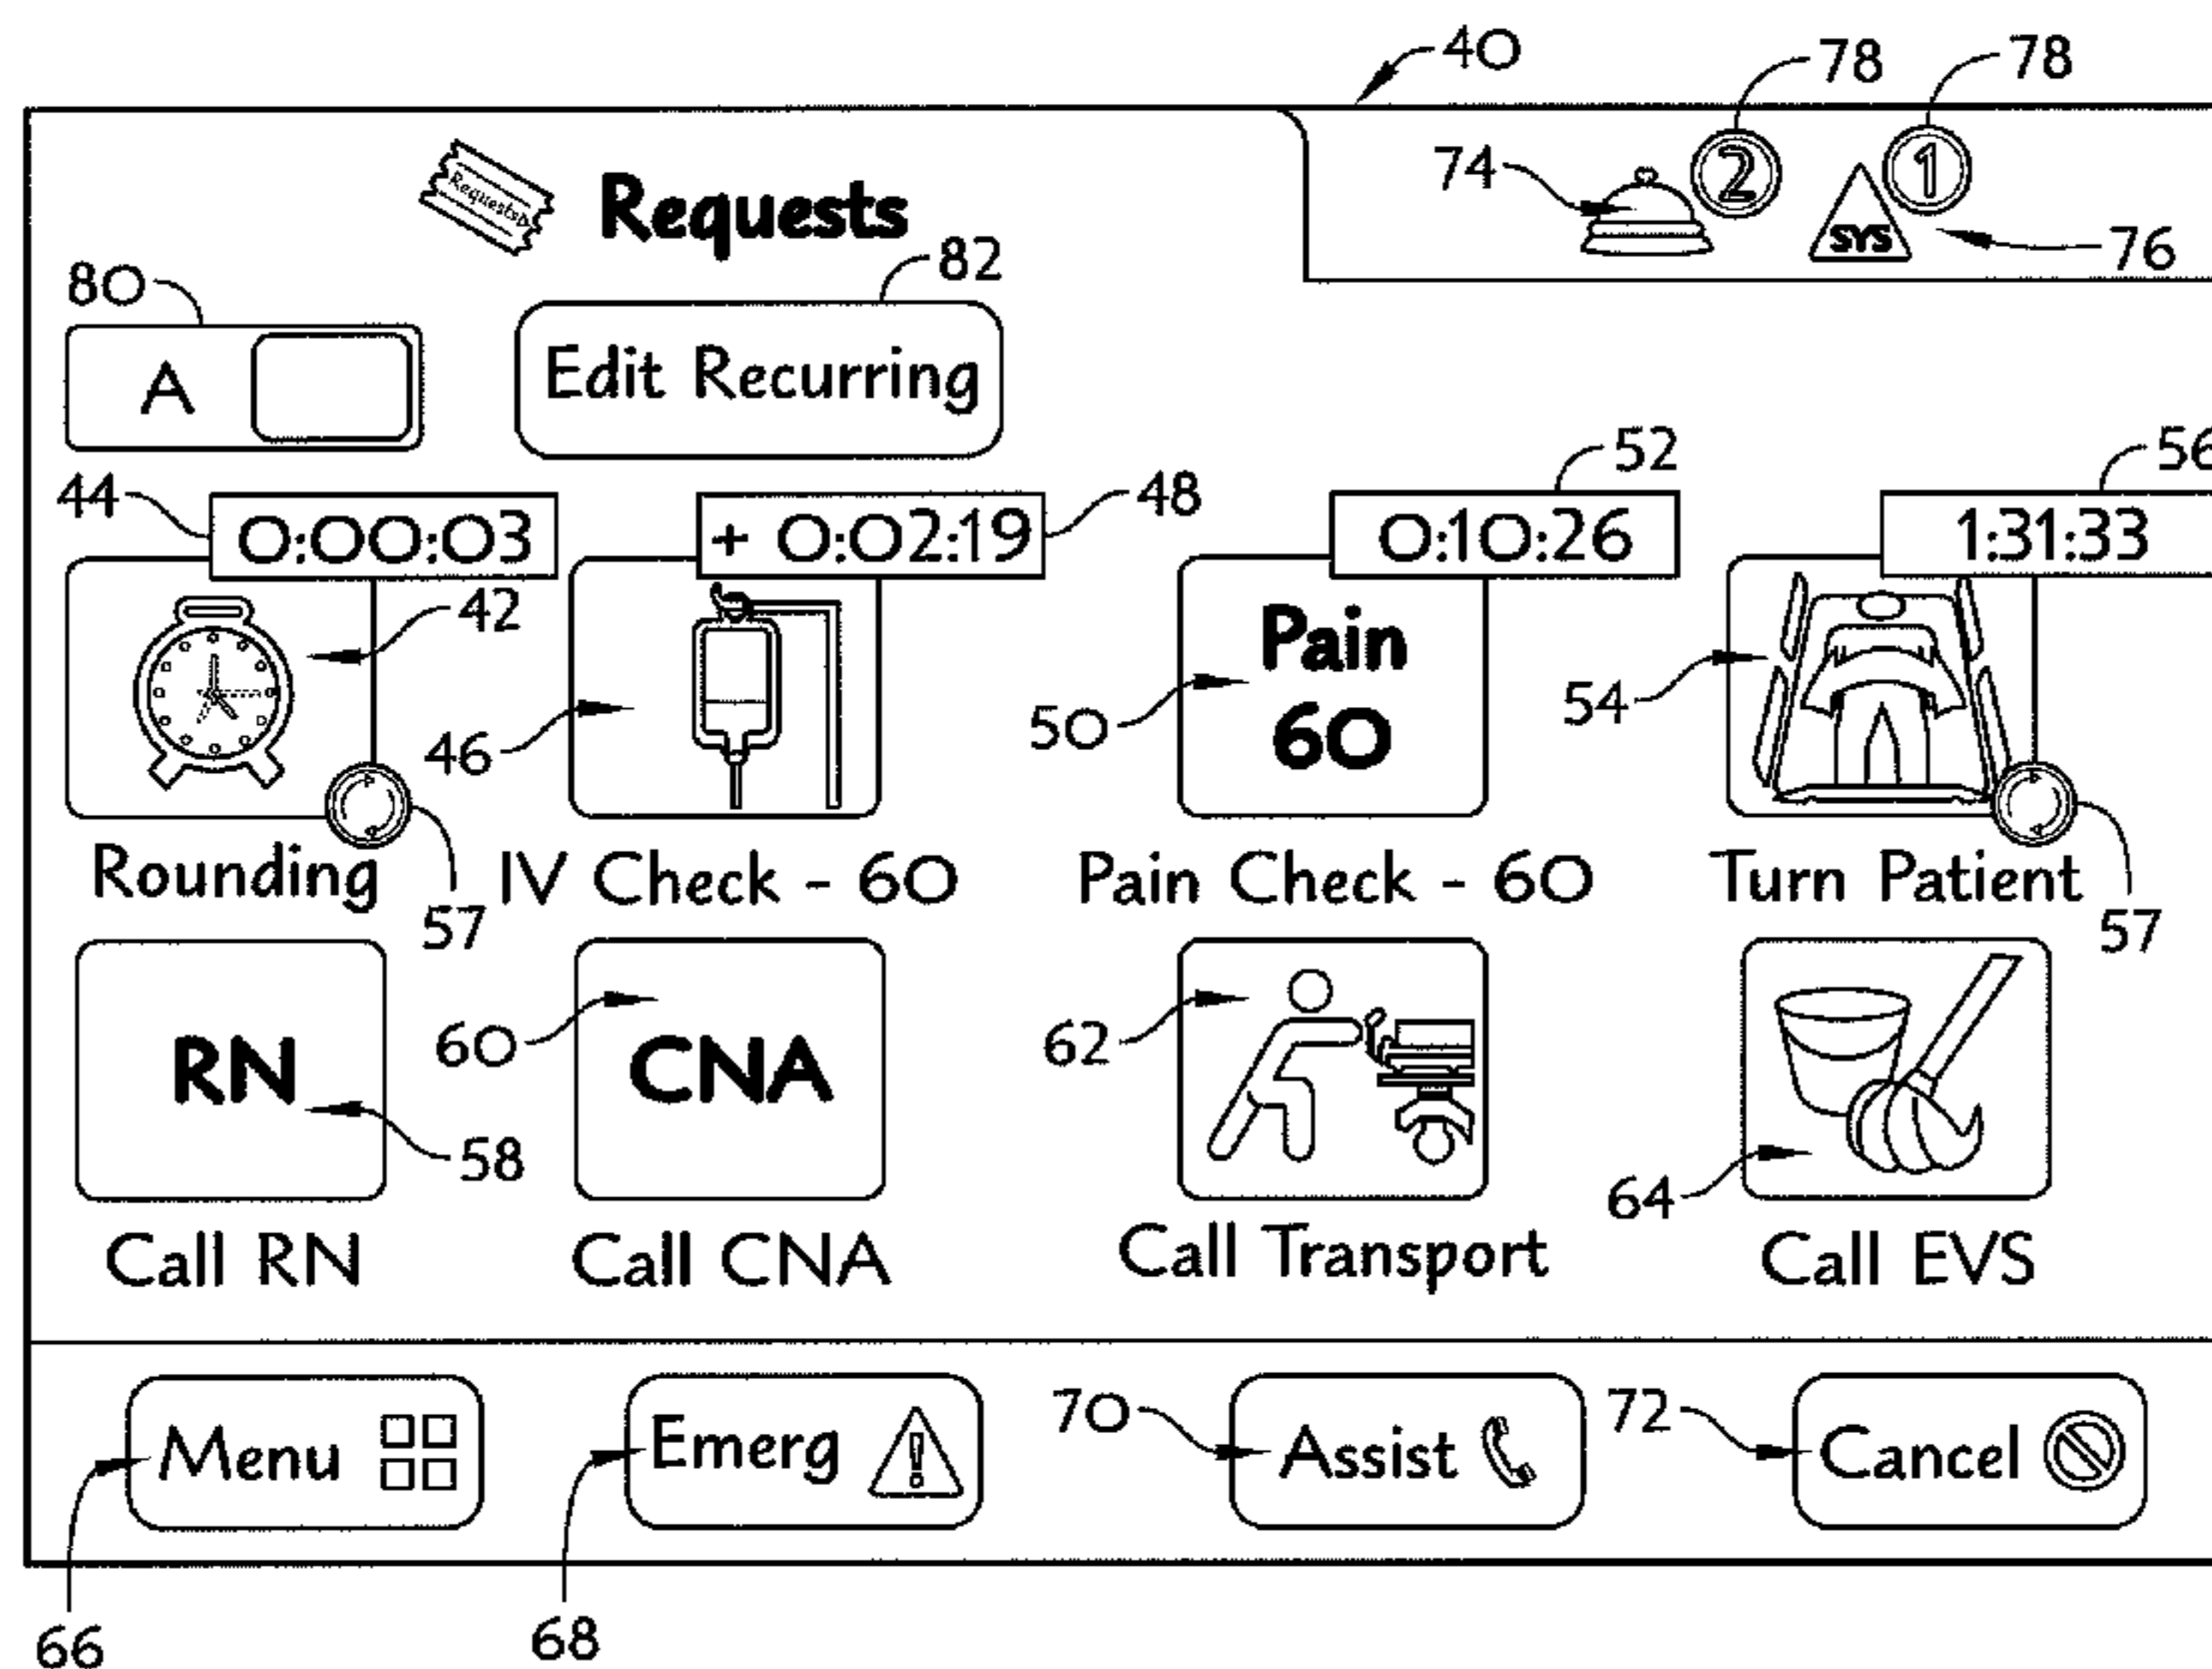 40
78
78
74
2
1
Requests
Requests
SYS
76
80
82
A
Edit Recurring
52
56
44
48
0:00:03
+ 0:02:19
0:10:26
1:31:33
42
Pain
60
46
50
54
Rounding
IV Check - 60
Pain Check - 60
Turn Patient
57
57
RN
60
CNA
62
58
64
Call RN
Call CNA
Call Transport
Call EVS
Menu
Emerg
70
Assist
72
Cancel
66
68